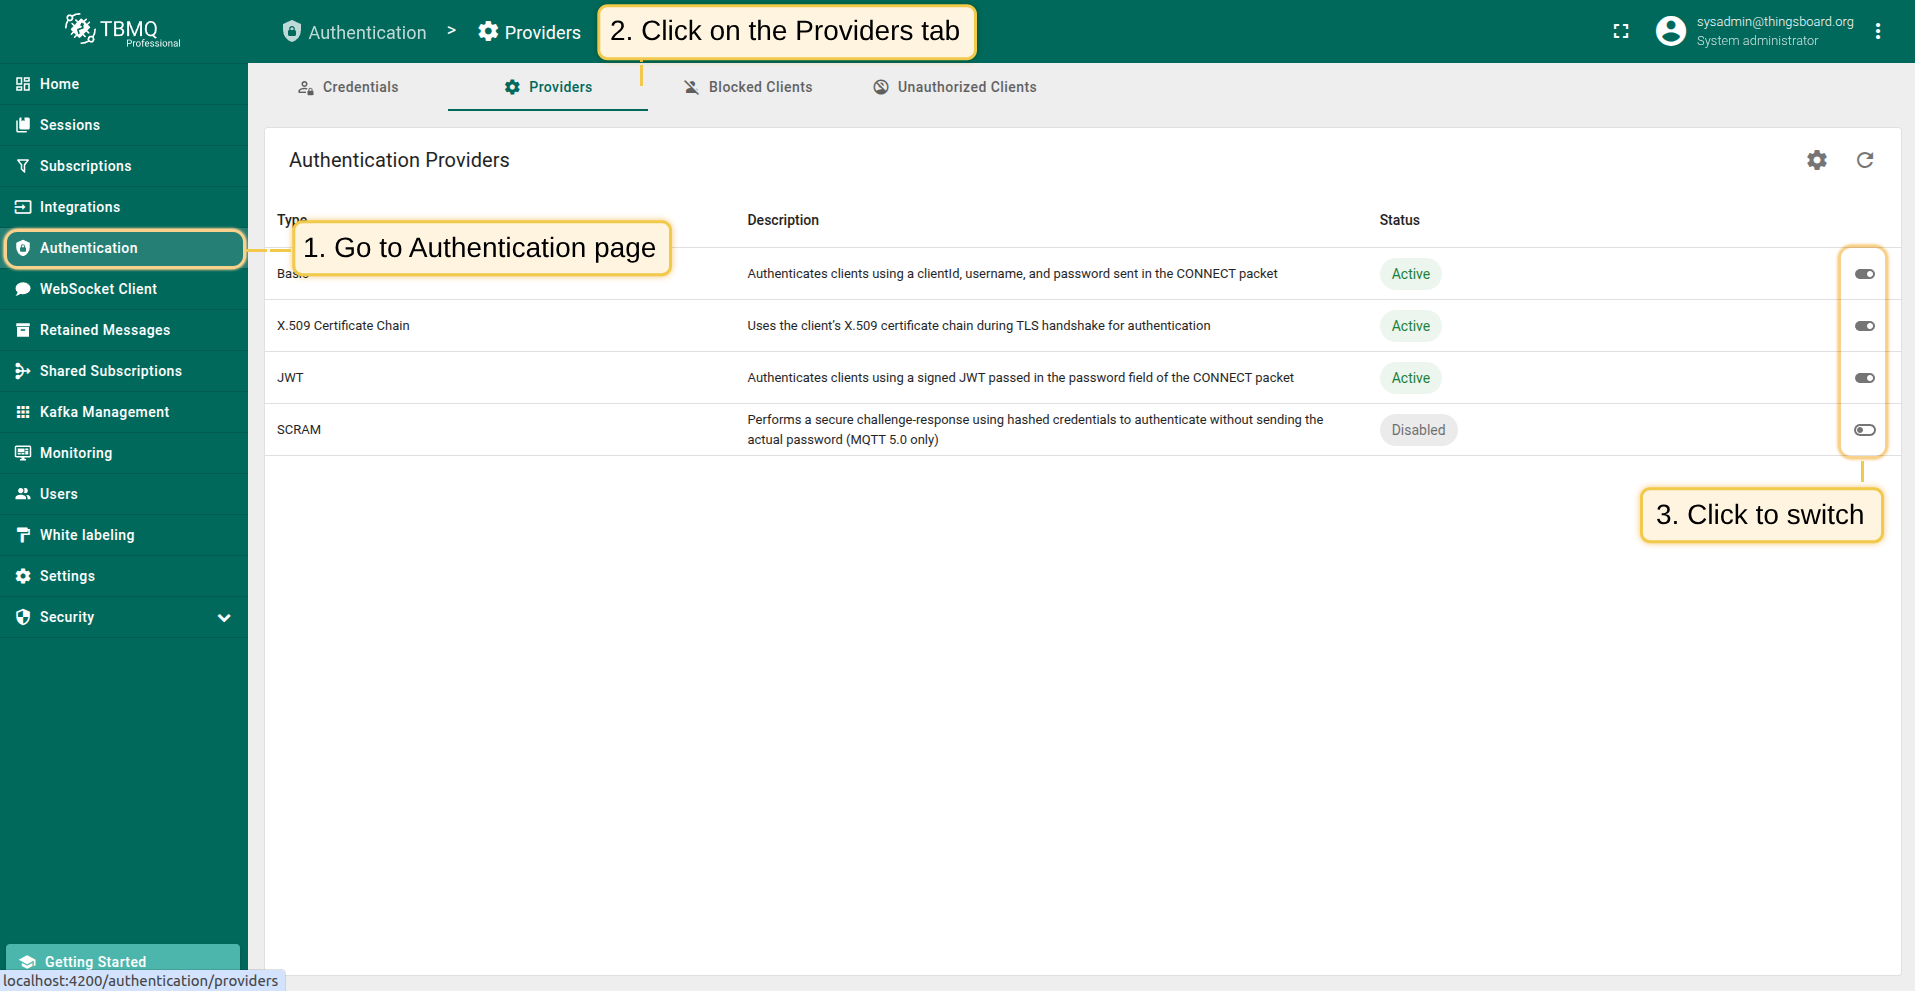 TBMQ
Professional
Authentication > Providers
2. Click on the Providers tab
sysadmin@thingsboard.org
System administrator
Home
Sessions
Subscriptions
Integrations
Authentication
WebSocket Client
Retained Messages
Shared Subscriptions
Kafka Management
Monitoring
Users
White labeling
Settings
Security
Getting Started
localhost:4200/authentication/providers
Credentials
Providers
Blocked Clients
Unauthorized Clients
Authentication Providers
Type Description Status
1. Go to Authentication page
Basic Authenticates clients using a clientId, username, and password sent in the CONNECT packet Active
X.509 Certificate Chain Uses the client's X.509 certificate chain during TLS handshake for authentication Active
JWT Authenticates clients using a signed JWT passed in the password field of the CONNECT packet Active
SCRAM Performs a secure challenge-response using hashed credentials to authenticate without sending the
actual password (MQTT 5.0 only) Disabled
3. Click to switch